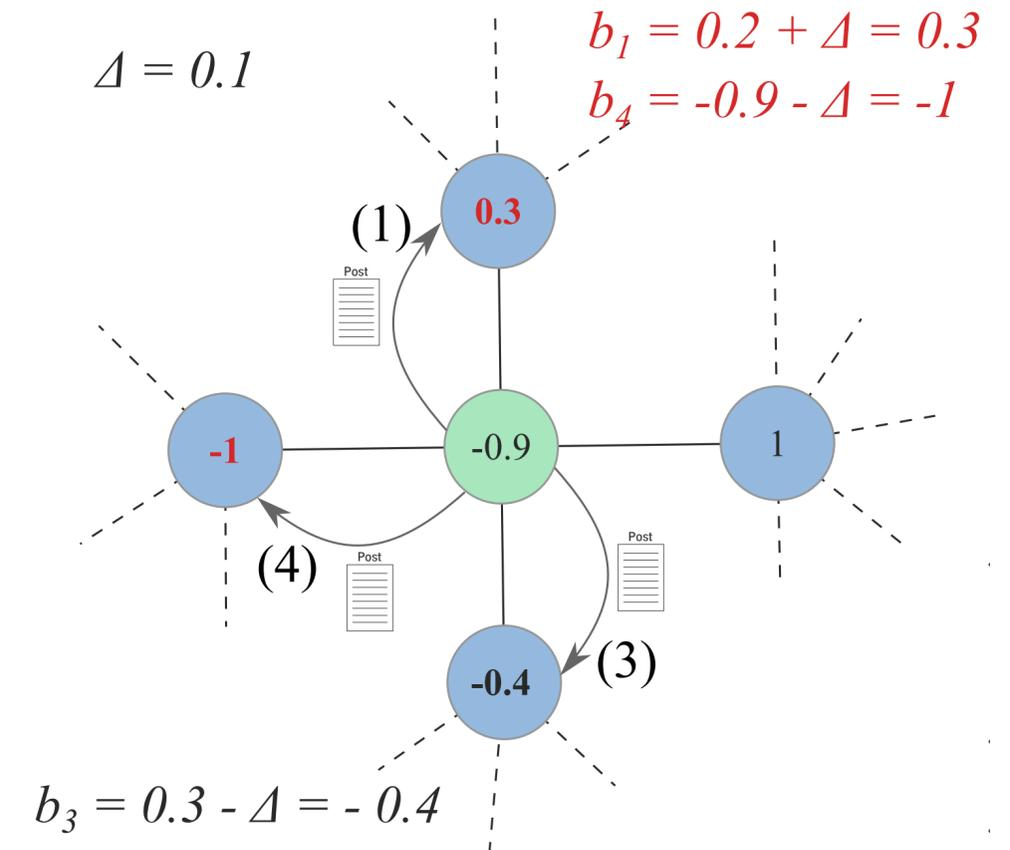 Δ = 0.1
b₁ = 0.2 + Δ = 0.3
b₄ = -0.9 - Δ = -1
0.3
(1)
Post
-1
-0.9
1
(4)
Post
Post
(3)
-0.4
b₃ = 0.3 - Δ = - 0.4